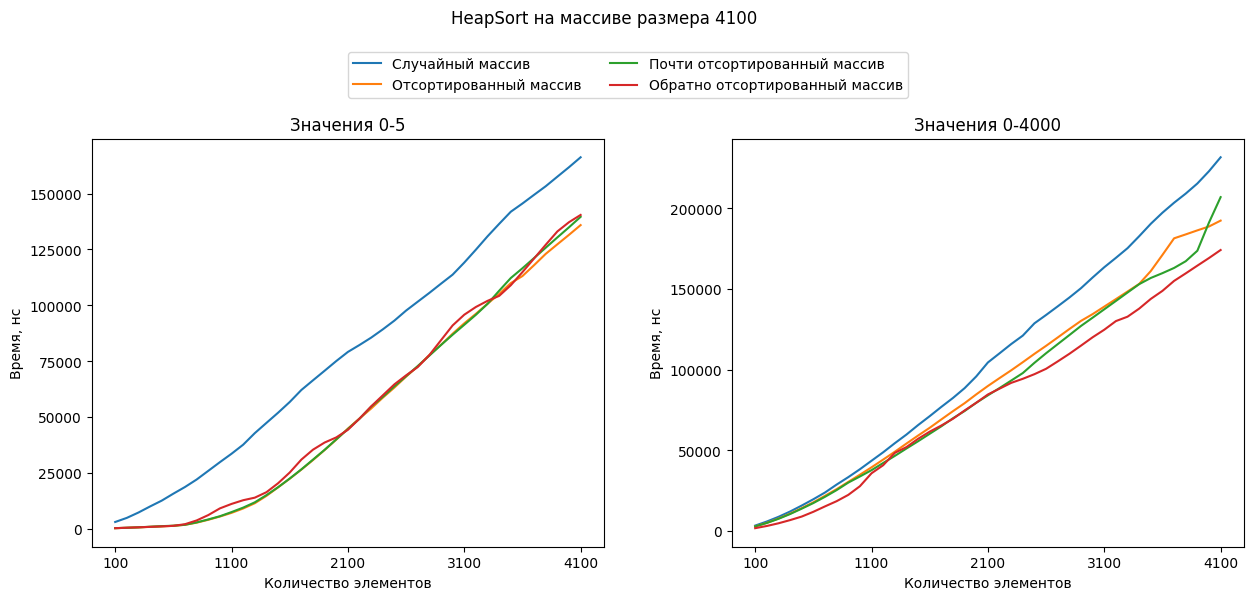 HeapSort на массиве размера 4100
Случайный массив
Отсортированный массив
Почти отсортированный массив
Обратно отсортированный массив
Значения 0-5
150000
125000
100000
75000
50000
25000
0
Время, нс
100 1100 2100 3100 4100
Количество элементов
Значения 0-4000
200000
150000
100000
50000
0
Время, нс
100 1100 2100 3100 4100
Количество элементов